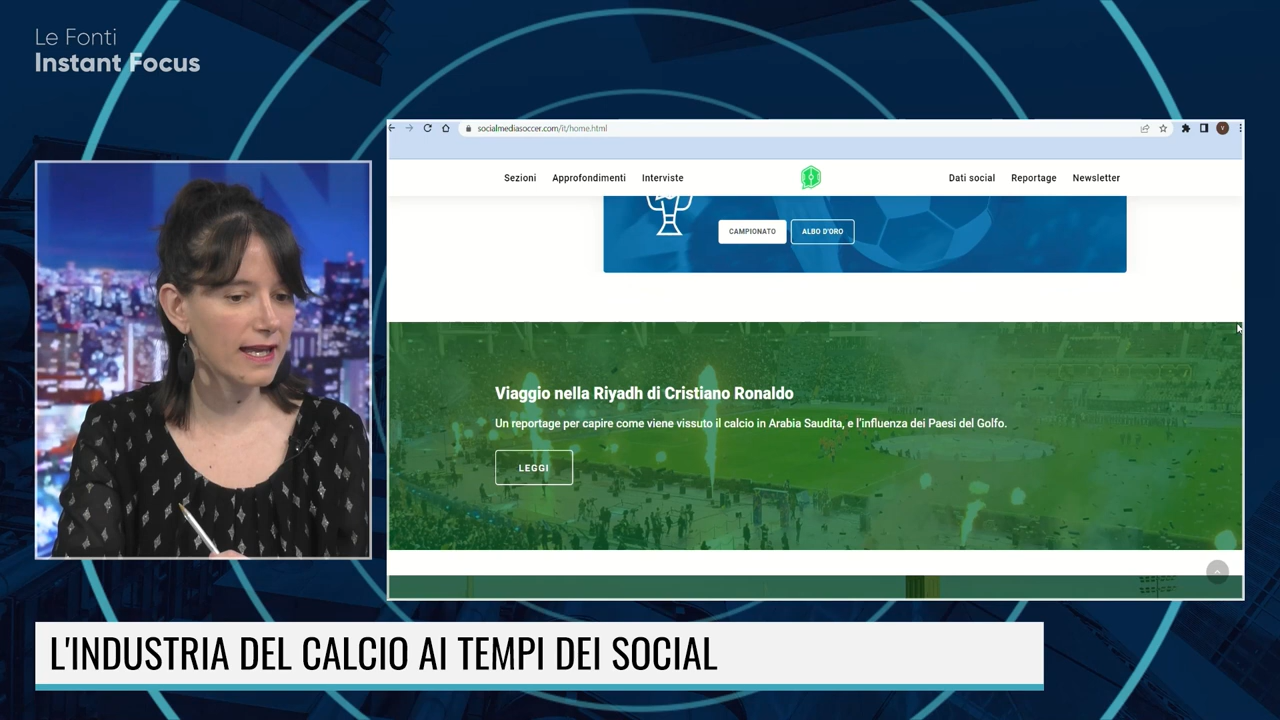 Le Fonti
Instant Focus
socialmediasoccer.com/it/home.html
V
Sezioni Approfondimenti Interviste Dati social Reportage Newsletter
CAMPIONATO ALBO D'ORO
Viaggio nella Riyadh di Cristiano Ronaldo
Un reportage per capire come viene vissuto il calcio in Arabia Saudita, e l'influenza dei Paesi del Golfo.
LEGGI
L'INDUSTRIA DEL CALCIO AI TEMPI DEI SOCIAL